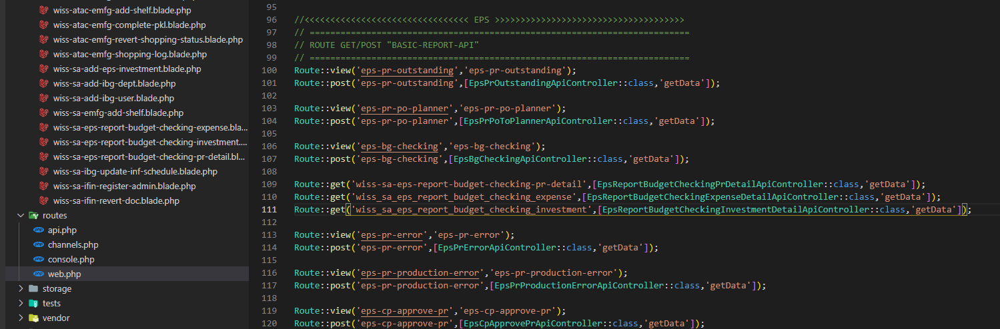 wiss-atac-emfg-add-shelf.blade.php
wiss-atac-emfg-complete-pkl.blade.php
wiss-atac-emfg-revert-shopping-status.blade.php
wiss-atac-emfg-shopping-log.blade.php
wiss-sa-add-eps-investment.blade.php
wiss-sa-add-ibg-dept.blade.php
wiss-sa-add-ibg-user.blade.php
wiss-sa-emfg-add-shelf.blade.php
wiss-sa-eps-report-budget-checking-expense.bla...
wiss-sa-eps-report-budget-checking-investment....
wiss-sa-eps-report-budget-checking-pr-detail.bl...
wiss-sa-ibg-update-inf-schedule.blade.php
wiss-sa-ifin-register-admin.blade.php
wiss-sa-ifin-revert-doc.blade.php
routes
api.php
channels.php
console.php
web.php
storage
tests
vendor
95
96 //<<<<<<<<<<<<<<<<<<<<<<<<<<<<<<<< EPS >>>>>>>>>>>>>>>>>>>>>>>>>>>>>>>>>>>>>
97 // ==========================================================================
98 // ROUTE GET/POST "BASIC-REPORT-API"
99 // ==========================================================================
100 Route::view('eps-pr-outstanding','eps-pr-outstanding');
101 Route::post('eps-pr-outstanding',[EpsPrOutstandingApiController::class,'getData']);
102
103 Route::view('eps-pr-po-planner','eps-pr-po-planner');
104 Route::post('eps-pr-po-planner',[EpsPrPoToPlannerApiController::class,'getData']);
105
106 Route::view('eps-bg-checking','eps-bg-checking');
107 Route::post('eps-bg-checking',[EpsBgCheckingApiController::class,'getData']);
108
109 Route::get('wiss-sa-eps-report-budget-checking-pr-detail',[EpsReportBudgetCheckingPrDetailApiController::class,'getData']);
110 Route::get('wiss_sa_eps_report_budget_checking_expense',[EpsReportBudgetCheckingExpenseDetailApiController::class,'getData']);
111 Route::get('wiss_sa_eps_report_budget_checking_investment',[EpsReportBudgetCheckingInvestmentDetailApiController::class,'getData']);
112
113 Route::view('eps-pr-error','eps-pr-error');
114 Route::post('eps-pr-error',[EpsPrErrorApiController::class,'getData']);
115
116 Route::view('eps-pr-production-error','eps-pr-production-error');
117 Route::post('eps-pr-production-error',[EpsPrProductionErrorApiController::class,'getData']);
118
119 Route::view('eps-cp-approve-pr','eps-cp-approve-pr');
120 Route::post('eps-cp-approve-pr',[EpsCpApprovePrApiController::class,'getData']);